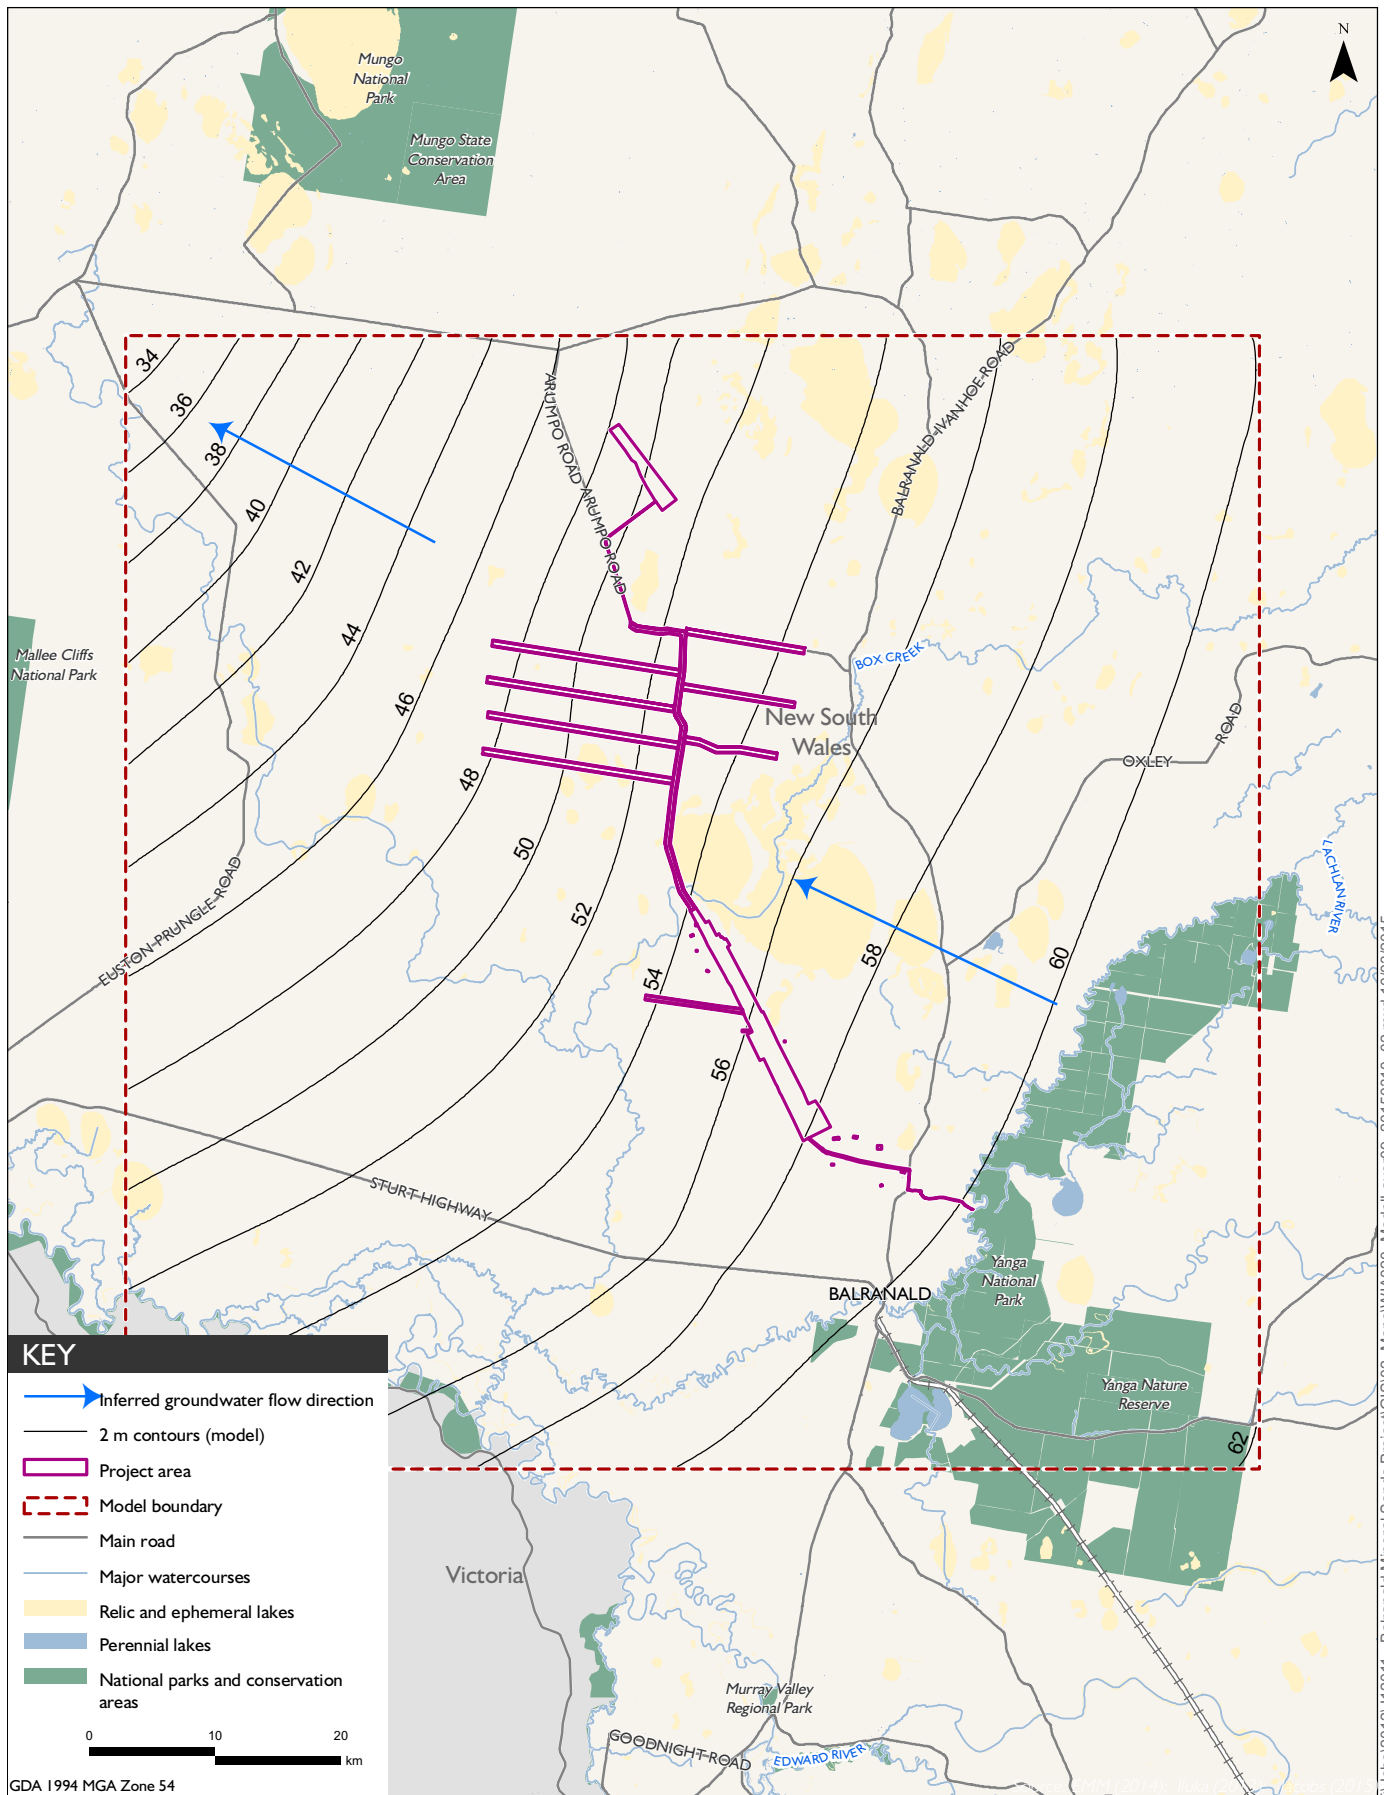 N
Mungo
National
Park
Mungo State
Conservation
Area
34
36
38
40
42
44
46
48
50
52
54
56
58
60
62
ARUMPO ROAD
ARUMPO ROAD
BALRANALD-IVANHOE ROAD
Mallee Cliffs
National Park
BOX CREEK
New South
Wales
OXLEY
ROAD
LACHLAN RIVER
EUSTON-PRUNGLE ROAD
STURT HIGHWAY
Yanga
National
Park
BALRANALD
Yanga Nature
Reserve
Victoria
Murray Valley
Regional Park
GOODNIGHT ROAD
EDWARD RIVER
KEY
Inferred groundwater flow direction
2 m contours (model)
Project area
Model boundary
Main road
Major watercourses
Relic and ephemeral lakes
Perennial lakes
National parks and conservation
areas
0 10 20
km
GDA 1994 MGA Zone 54